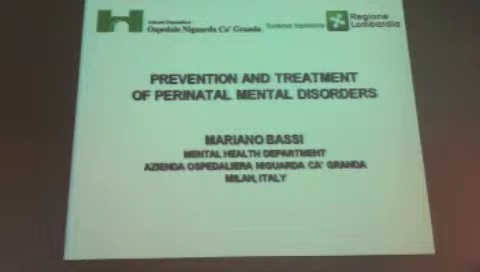 Ospedale Niguarda Ca' Granda
Regione
Lombardia
PREVENTION AND TREATMENT
OF PERINATAL MENTAL DISORDERS
MARIANO BASSI
MENTAL HEALTH DEPARTMENT
AZIENDA OSPEDALIERA NIGUARDA CA' GRANDA
MILAN, ITALY